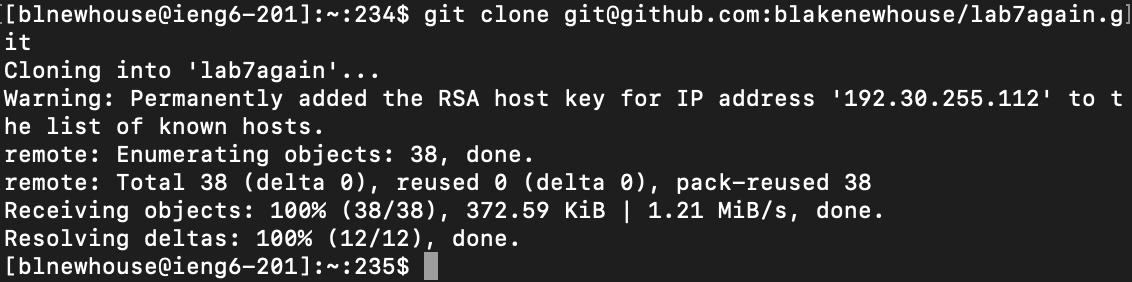 [blnewhouse@ieng6-201]:~:234$ git clone git@github.com:blakenewhouse/lab7again.g]
it
Cloning into 'lab7again'...
Warning: Permanently added the RSA host key for IP address '192.30.255.112' to t
he list of known hosts.
remote: Enumerating objects: 38, done.
remote: Total 38 (delta 0), reused 0 (delta 0), pack-reused 38
Receiving objects: 100% (38/38), 372.59 KiB | 1.21 MiB/s, done.
Resolving deltas: 100% (12/12), done.
[blnewhouse@ieng6-201]:~:235$